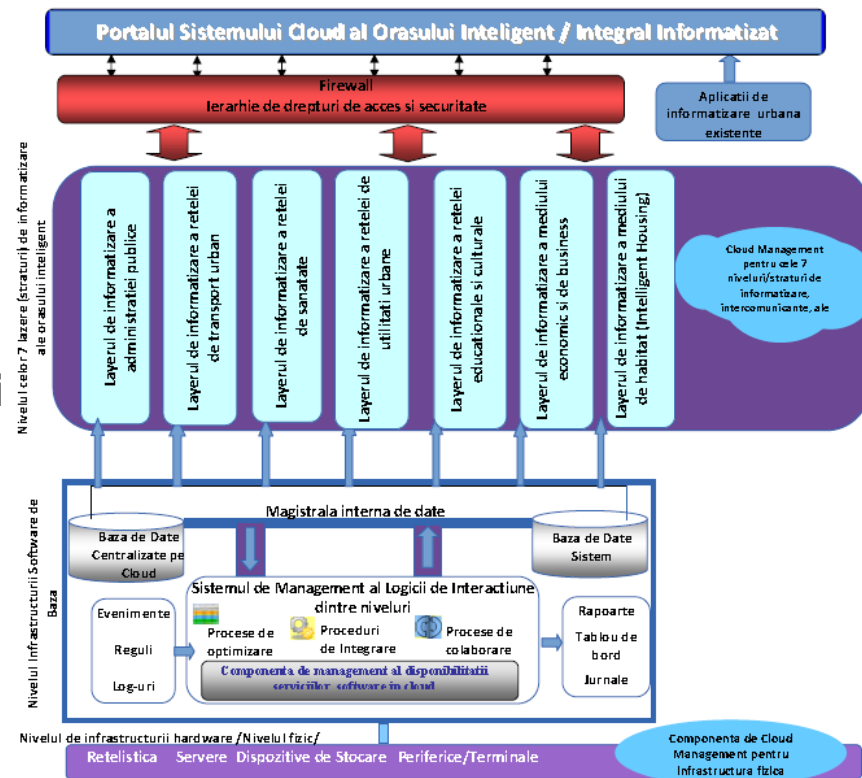 Portalul Sistemului Cloud al Orasului Inteligent / Integral Informatizat
Firewall
Ierarhie de drepturi de acces si securitate
Aplicatii de
informatizare urbana
existente
Nivelul celor 7 lazere (straturi) de informatizare
ale orasului inteligent
Layerul de informatizare a
administratiei publice
Layerul de informatizare a retelei
de transport urban
Layerul de informatizare a retelei
de sanatate
Layerul de informatizare a retelei de
utilitati urbane
Layerul de informatizare a retelei
educationale si culturale
Layerul de informatizare a mediului
economic si de business
Layerul de informatizare a mediului
de habitat (Intelligent Housing)
Cloud Management
pentru cele 7
niveluri/straturi de
informatizare,
intercomunicante, ale
Nivelul Infrastructurii Software de
Baza
Magistrala interna de date
Baza de Date
Centralizate pe
Cloud
Baza de Date
Sistem
Sistemul de Management al Logicii de Interactiune
dintre niveluri
Evenimente
Reguli
Log-uri
Procese de
optimizare
Proceduri
de Integrare
Procese de
colaborare
Componenta de management al disponibilitatii
serviciilor software in cloud
Rapoarte
Tablou de
bord
Jurnale
Nivelul de infrastructurii hardware /Nivelul fizic/
Retelistica Servere Dispozitive de Stocare Periferice/Terminale
Componenta de Cloud
Management pentru
Infrastructura fizica